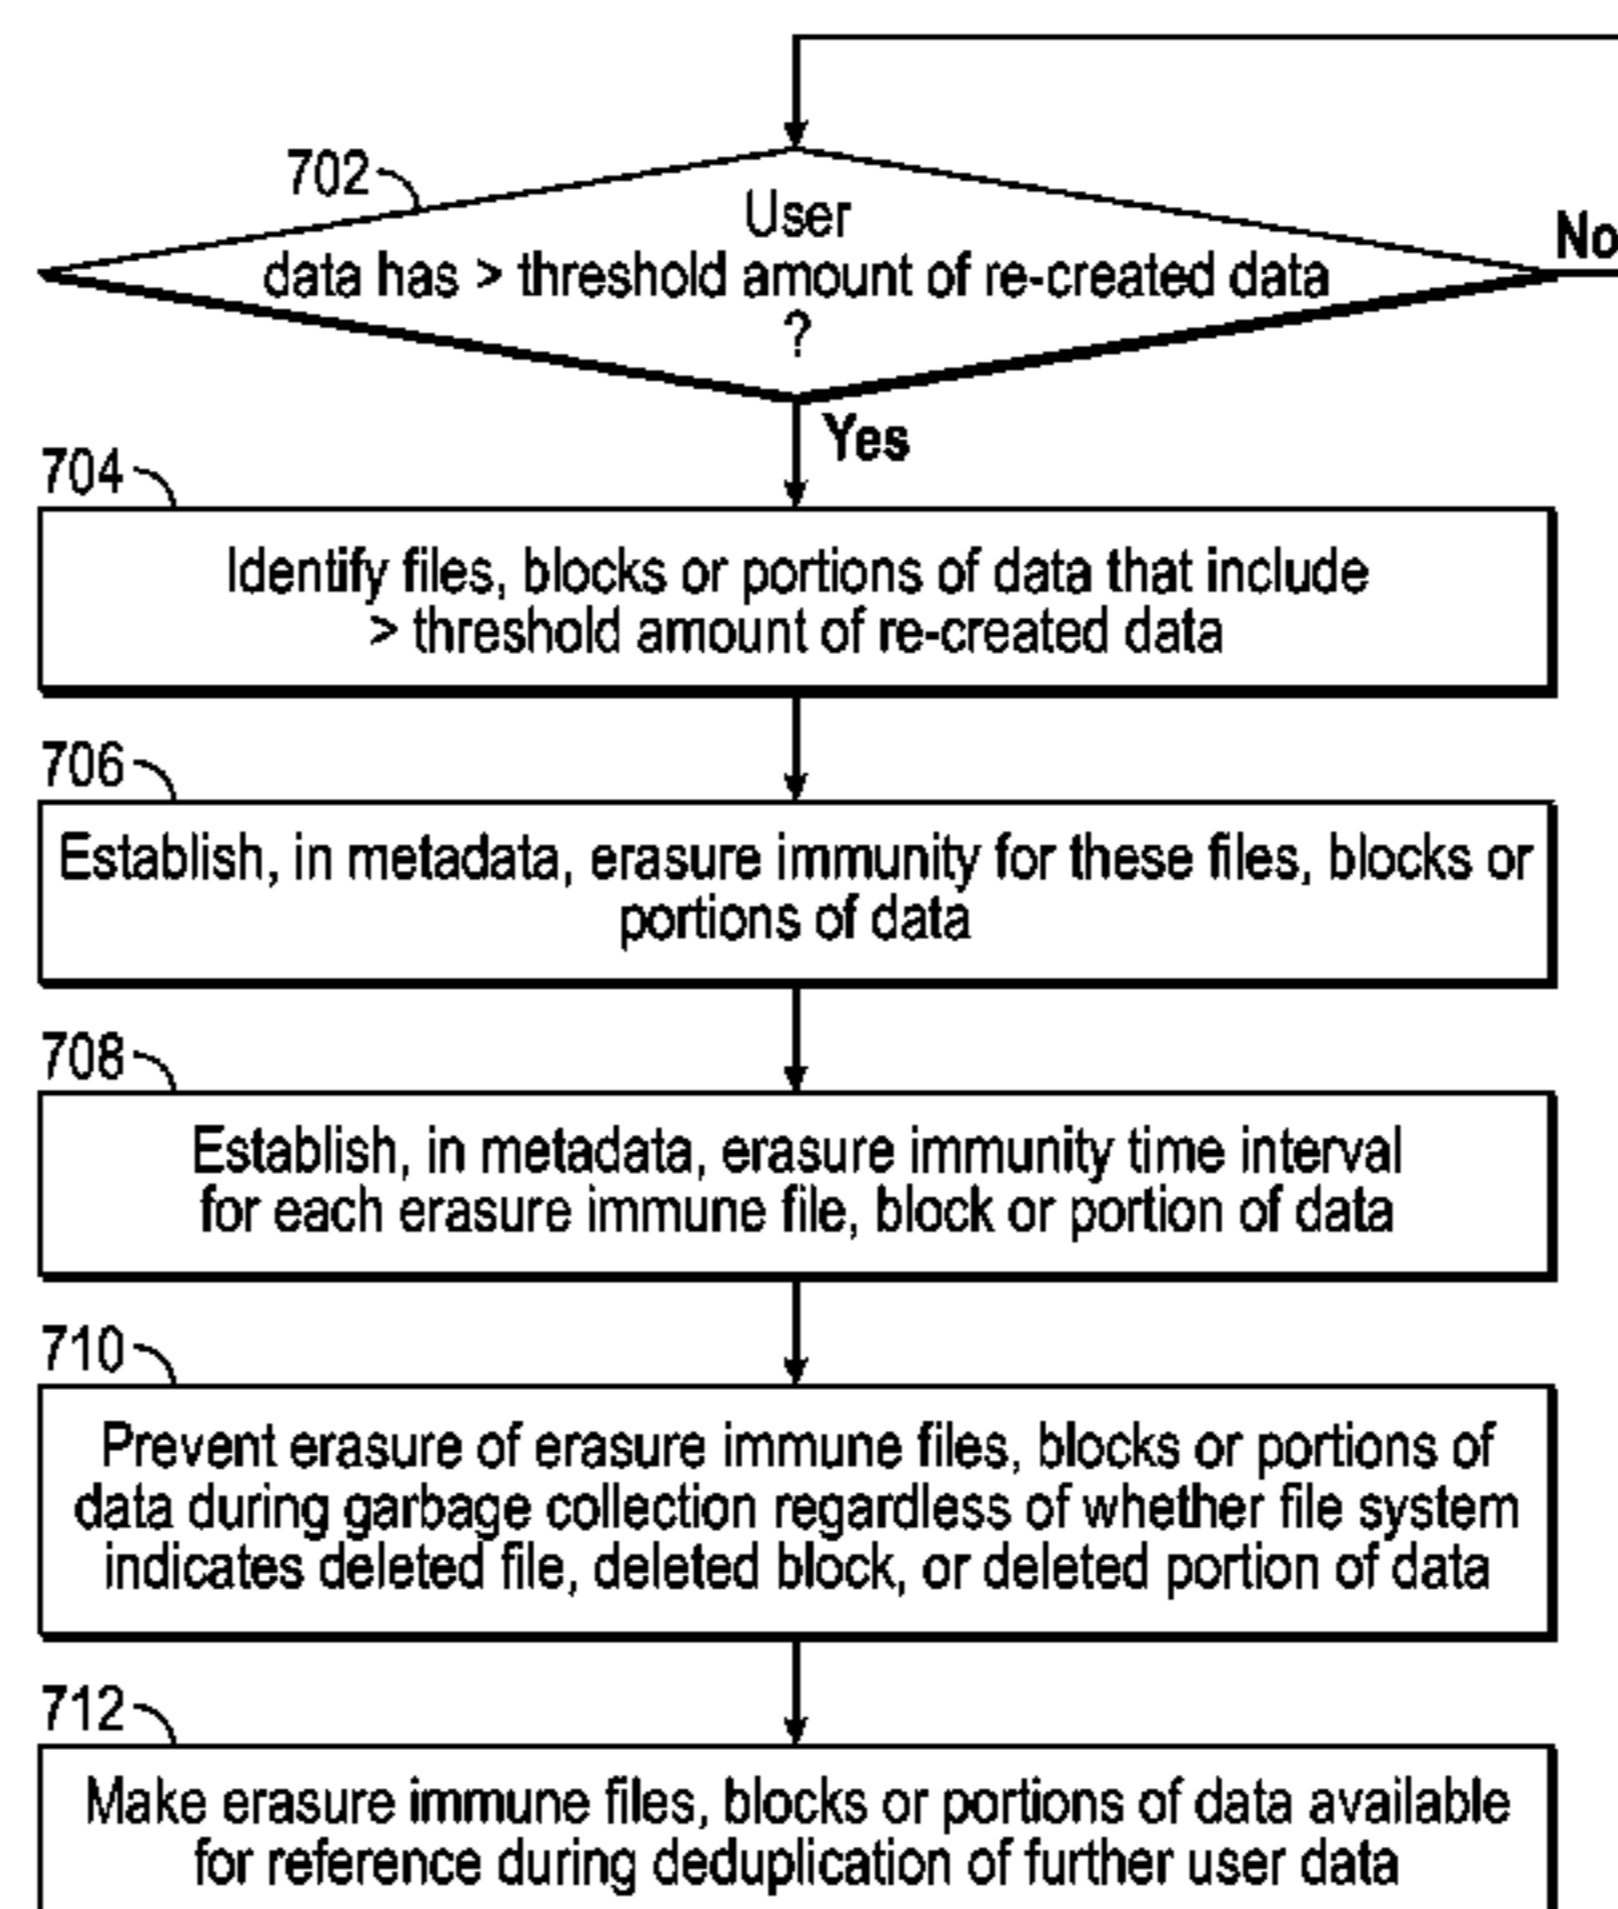 702
User
data has > threshold amount of re-created data
?
No
Yes
704
Identify files, blocks or portions of data that include
> threshold amount of re-created data
706
Establish, in metadata, erasure immunity for these files, blocks or
portions of data
708
Establish, in metadata, erasure immunity time interval
for each erasure immune file, block or portion of data
710
Prevent erasure of erasure immune files, blocks or portions of
data during garbage collection regardless of whether file system
indicates deleted file, deleted block, or deleted portion of data
712
Make erasure immune files, blocks or portions of data available
for reference during deduplication of further user data